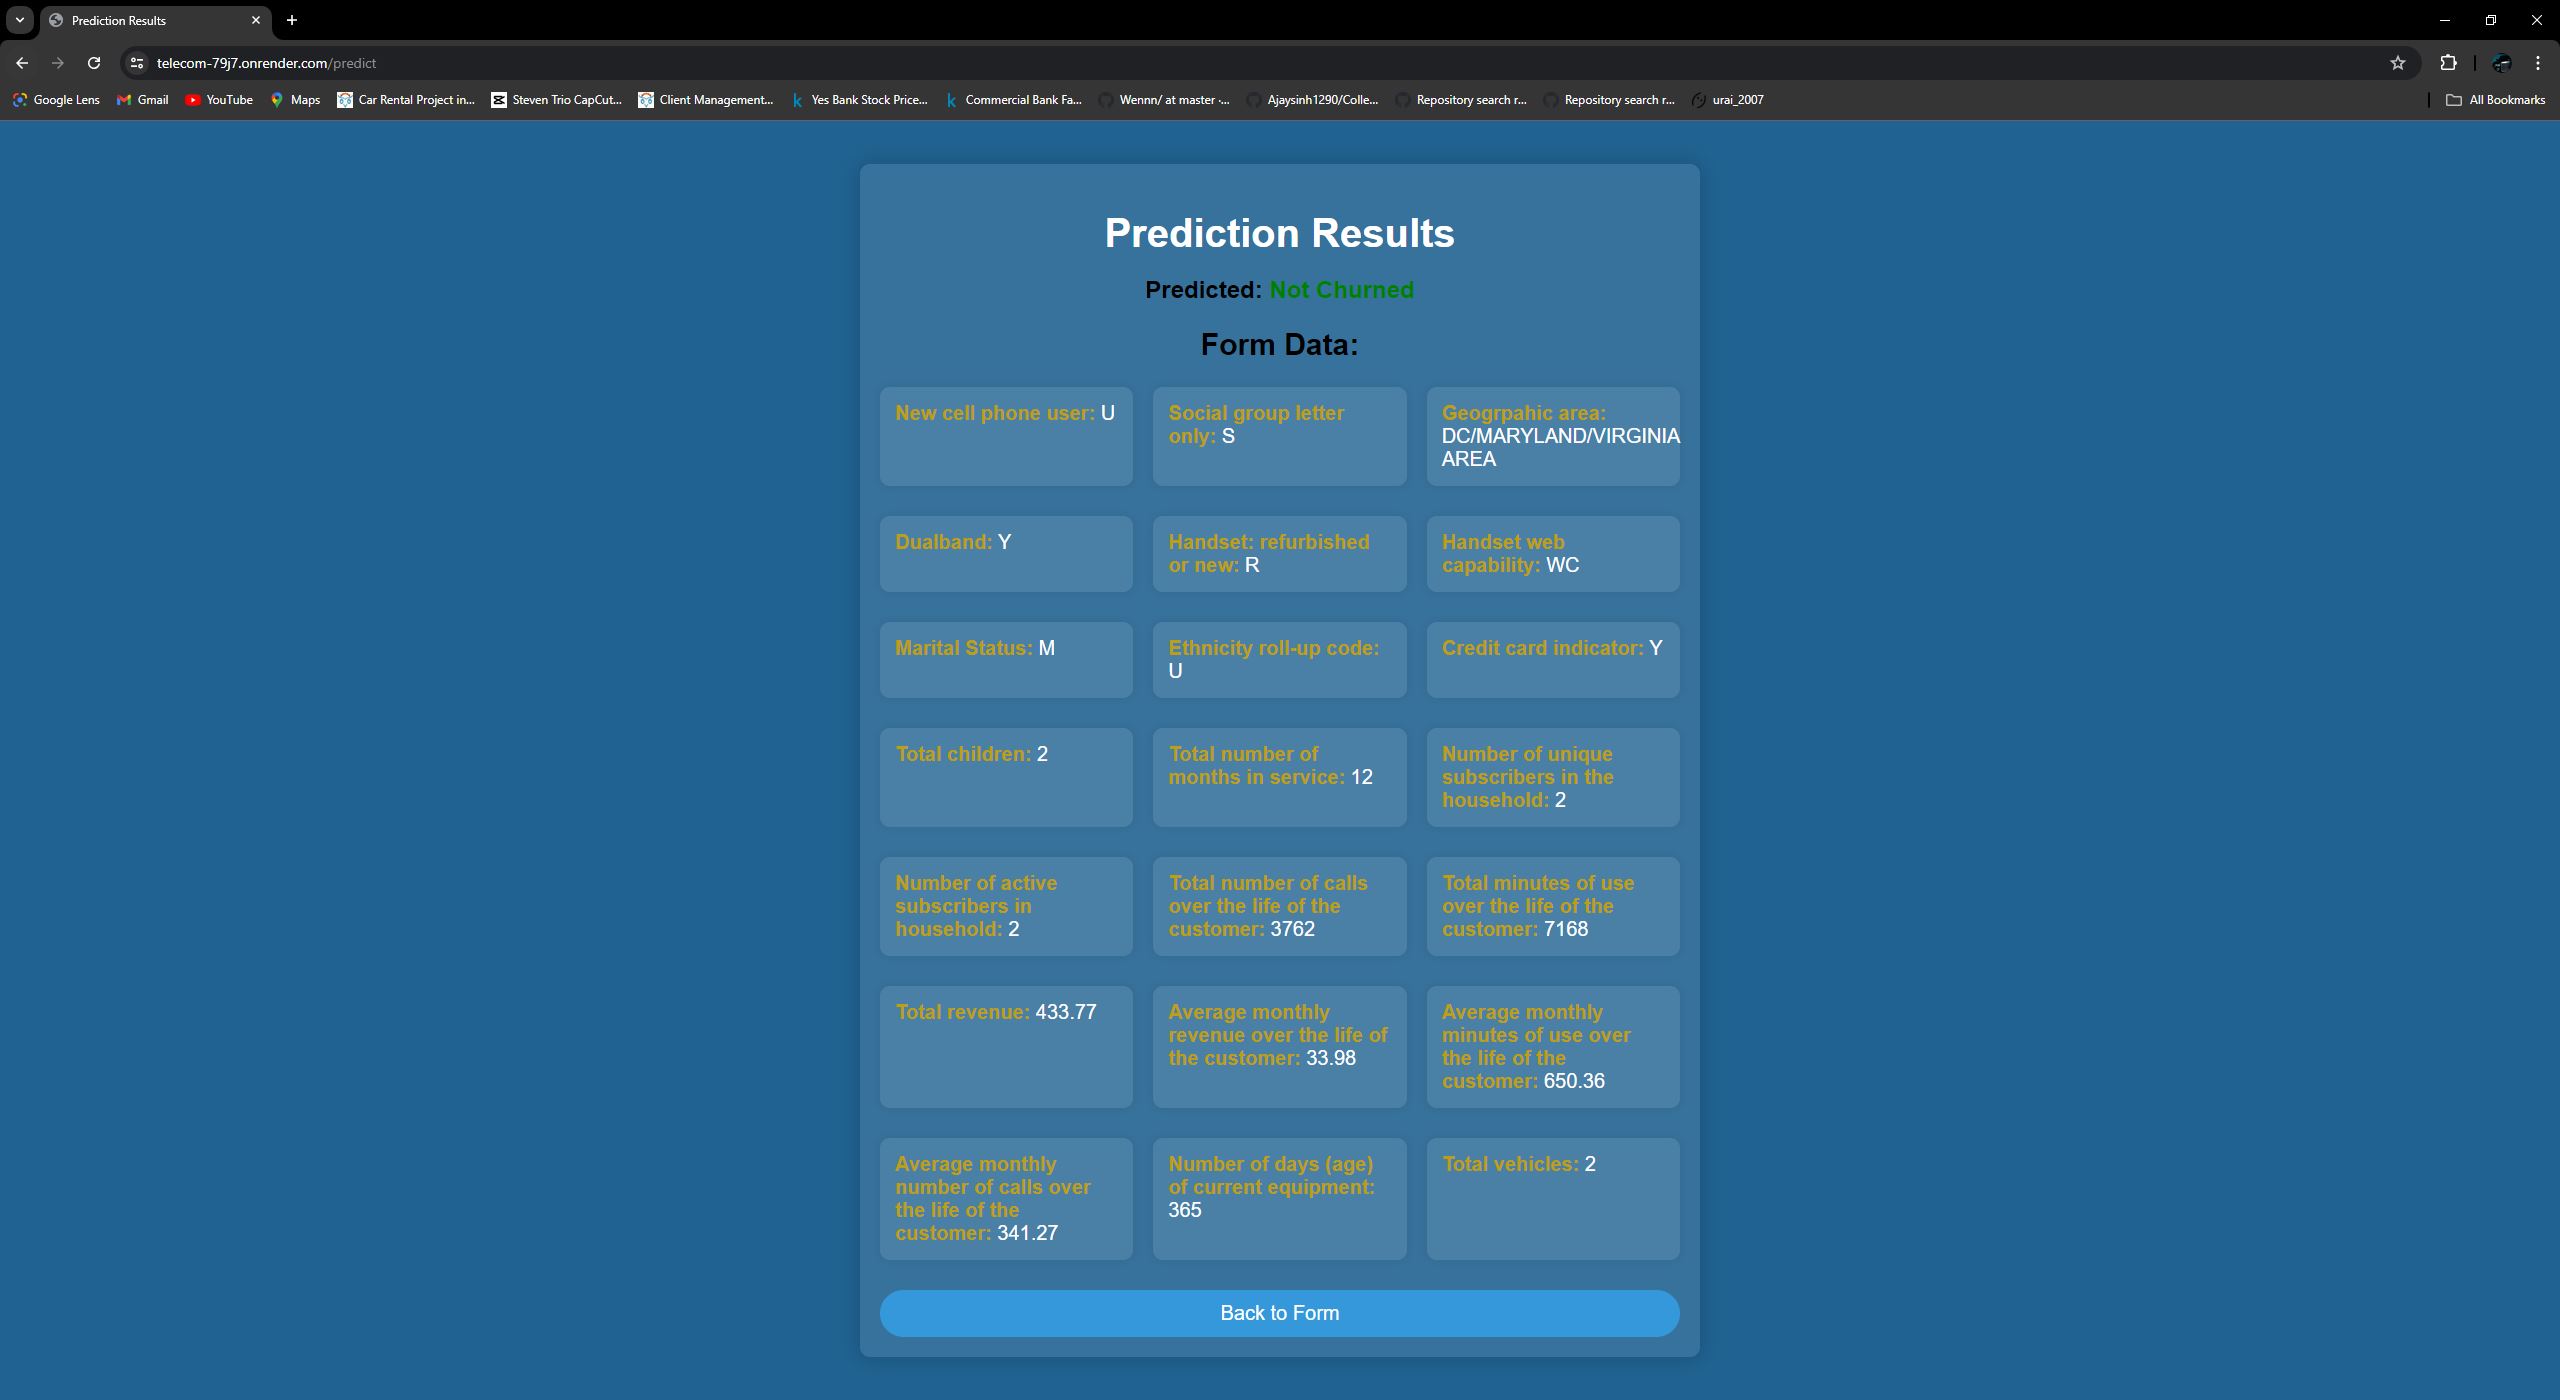 Prediction Results
telecom-79j7.onrender.com/predict
Google Lens
Gmail
YouTube
Maps
Car Rental Project in...
Steven Trio CapCut...
Client Management...
Yes Bank Stock Price...
Commercial Bank Fa...
Wennn/ at master ·...
Ajaysinh1290/Colle...
Repository search r...
Repository search r...
urai_2007
All Bookmarks
Prediction Results
Predicted: Not Churned
Form Data:
New cell phone user: U
Social group letter
only: S
Geogrpahic area:
DC/MARYLAND/VIRGINIA
AREA
Dualband: Y
Handset: refurbished
or new: R
Handset web
capability: WC
Marital Status: M
Ethnicity roll-up code:
U
Credit card indicator: Y
Total children: 2
Total number of
months in service: 12
Number of unique
subscribers in the
household: 2
Number of active
subscribers in
household: 2
Total number of calls
over the life of the
customer: 3762
Total minutes of use
over the life of the
customer: 7168
Total revenue: 433.77
Average monthly
revenue over the life of
the customer: 33.98
Average monthly
minutes of use over
the life of the
customer: 650.36
Average monthly
number of calls over
the life of the
customer: 341.27
Number of days (age)
of current equipment:
365
Total vehicles: 2
Back to Form